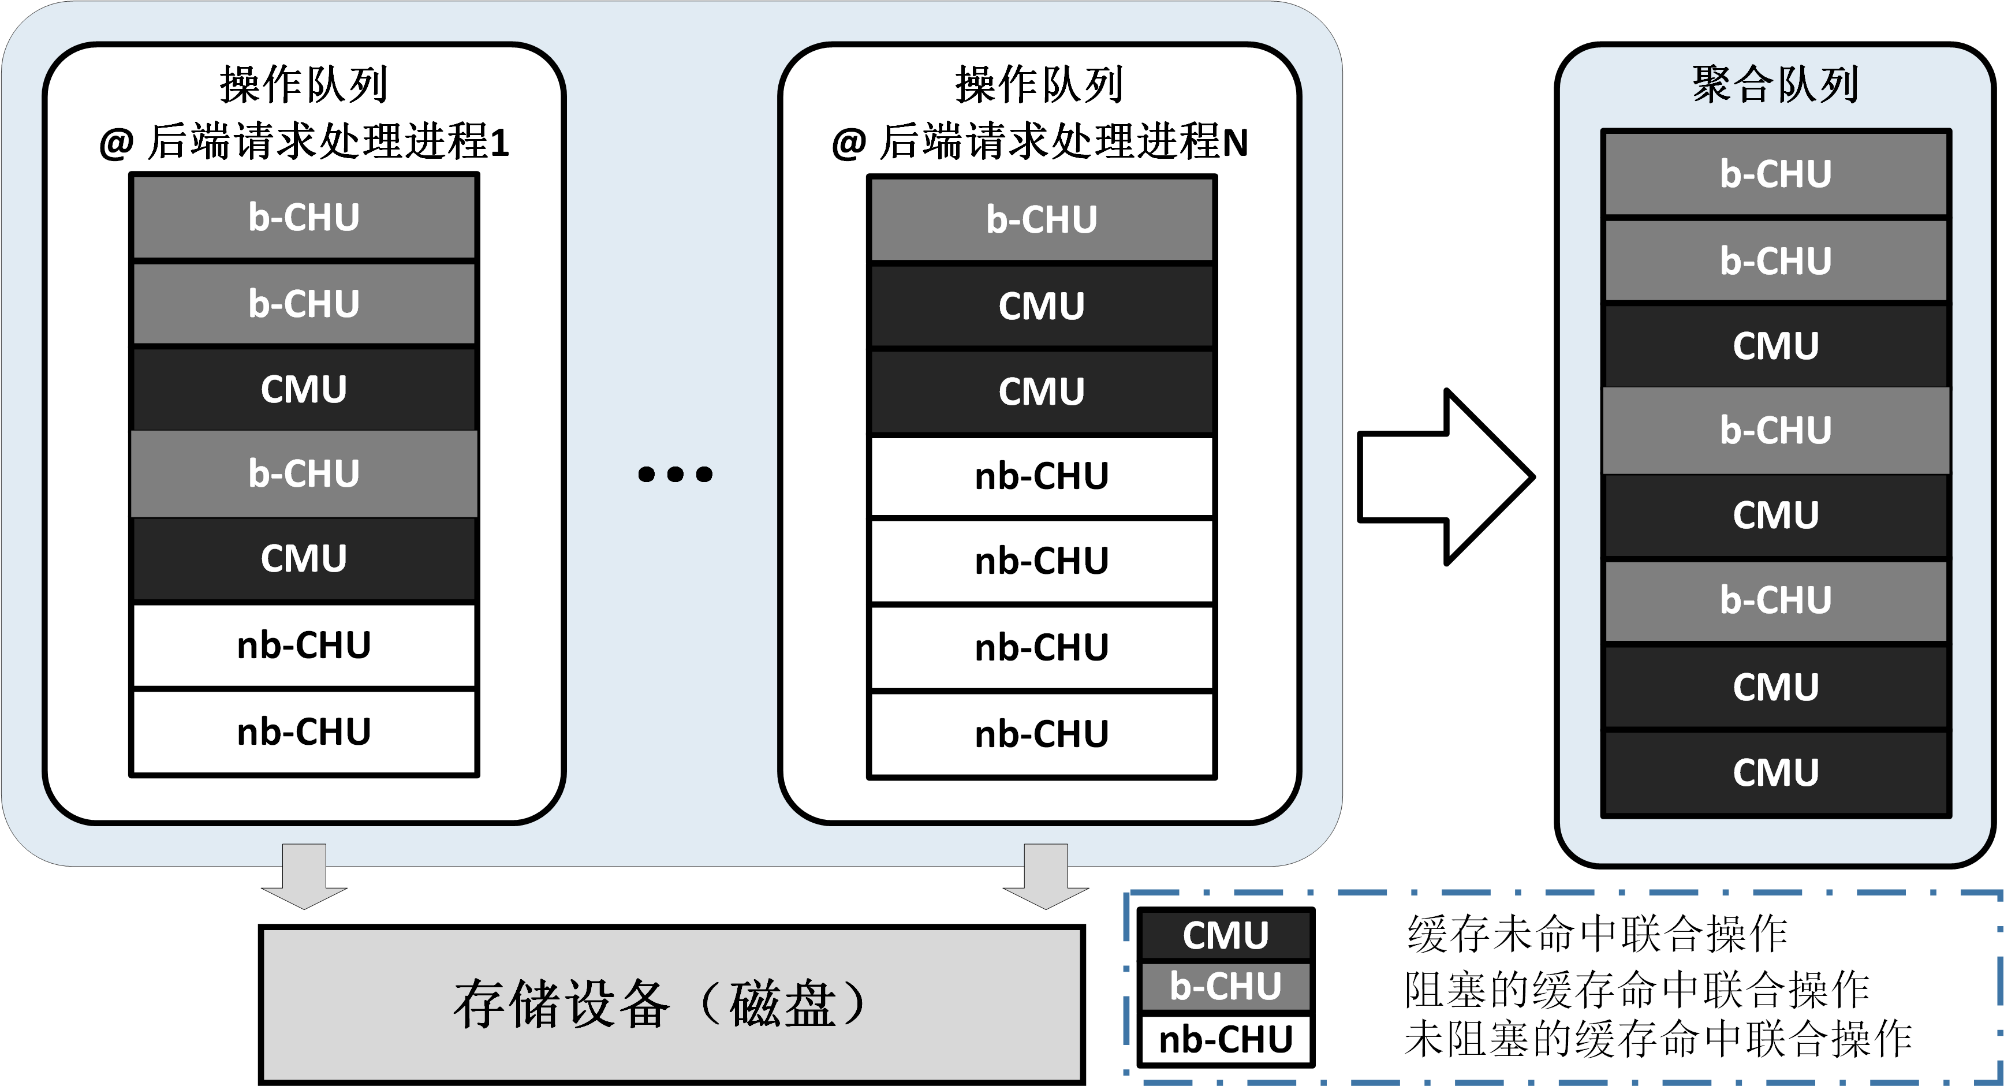 操作队列
@ 后端请求处理进程1
b-CHU
b-CHU
CMU
b-CHU
CMU
nb-CHU
nb-CHU
操作队列
@ 后端请求处理进程N
b-CHU
CMU
CMU
nb-CHU
nb-CHU
nb-CHU
nb-CHU
聚合队列
b-CHU
b-CHU
CMU
b-CHU
CMU
b-CHU
CMU
CMU
存储设备（磁盘）
CMU 缓存未命中联合操作
b-CHU 阻塞的缓存命中联合操作
nb-CHU 未阻塞的缓存命中联合操作